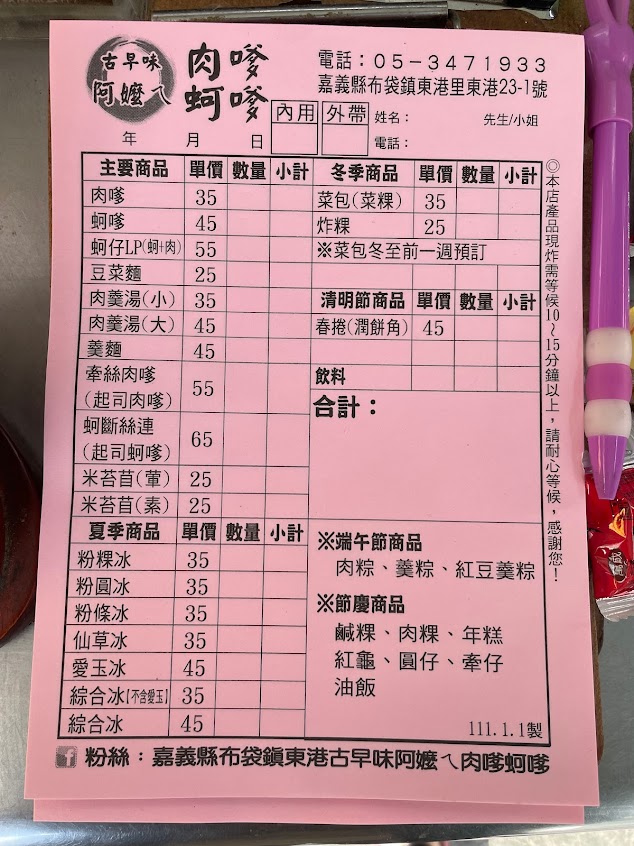 古早味
阿嬤ㄟ
肉嗲
蚵嗲
電話：05－3471933
嘉義縣布袋鎮東港里東港23-1號
內用 外帶 姓名： 先生/小姐
電話：
年 月 日
主要商品 單價 數量 小計
肉嗲 35
蚵嗲 45
蚵仔LP(蚵+肉) 55
豆菜麵 25
肉羹湯(小) 35
肉羹湯(大) 45
羹麵 45
牽絲肉嗲
(起司肉嗲) 55
蚵斷絲連
(起司蚵嗲) 65
米苔苜(葷) 25
米苔苜(素) 25
夏季商品 單價 數量 小計
粉粿冰 35
粉圓冰 35
粉條冰 35
仙草冰 35
愛玉冰 45
綜合冰【不含愛玉】 35
綜合冰 45
冬季商品 單價 數量 小計
菜包(菜粿) 35
炸粿 25
※菜包冬至前一週預訂
清明節商品 單價 數量 小計
春捲(潤餅角) 45
飲料
合計：
※端午節商品
肉粽、羹粽、紅豆羹粽
※節慶商品
鹹粿、肉粿、年糕
紅龜、圓仔、牽仔
油飯
111.1.1製
◎本店產品現炸需等候10～15分鐘以上，請耐心等候，感謝您！
粉絲：嘉義縣布袋鎮東港古早味阿嬤ㄟ肉嗲蚵嗲